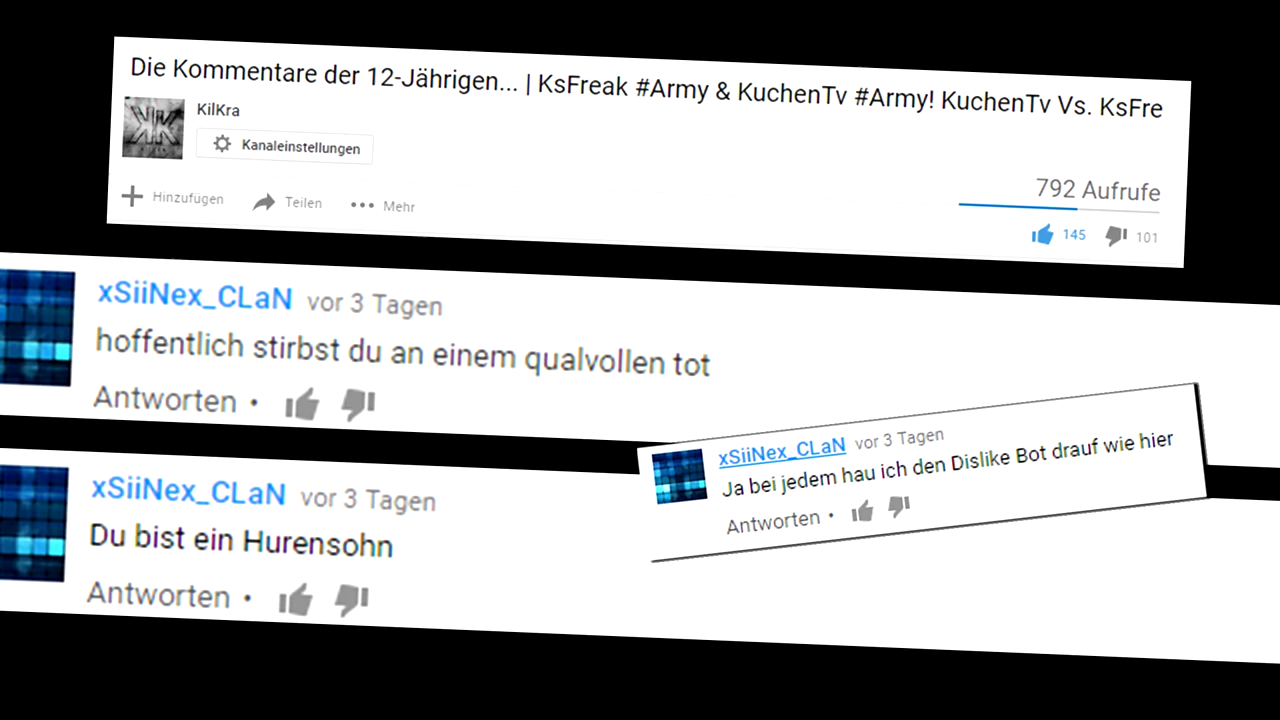 Die Kommentare der 12-Jährigen... | KsFreak #Army & KuchenTv #Army! KuchenTv Vs. KsFre
KilKra
Kanaleinstellungen
792 Aufrufe
Hinzufügen Teilen Mehr
145 101
xSiiNex_CLaN vor 3 Tagen
hoffentlich stirbst du an einem qualvollen tot
Antworten •
xSiiNex_CLaN vor 3 Tagen
Ja bei jedem hau ich den Dislike Bot drauf wie hier
Antworten •
xSiiNex_CLaN vor 3 Tagen
Du bist ein Hurensohn
Antworten •